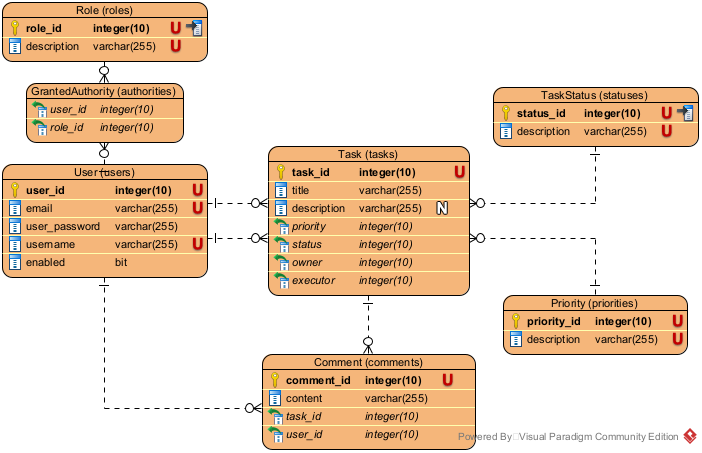 Role (roles)
role_id integer(10) U
description varchar(255) U
GrantedAuthority (authorities)
user_id integer(10)
role_id integer(10)
User (users)
user_id integer(10) U
email varchar(255) U
user_password varchar(255)
username varchar(255) U
enabled bit
Task (tasks)
task_id integer(10) U
title varchar(255)
description varchar(255) N
priority integer(10)
status integer(10)
owner integer(10)
executor integer(10)
TaskStatus (statuses)
status_id integer(10) U
description varchar(255) U
Priority (priorities)
priority_id integer(10) U
description varchar(255) U
Comment (comments)
comment_id integer(10) U
content varchar(255)
task_id integer(10)
user_id integer(10)
Powered By Visual Paradigm Community Edition